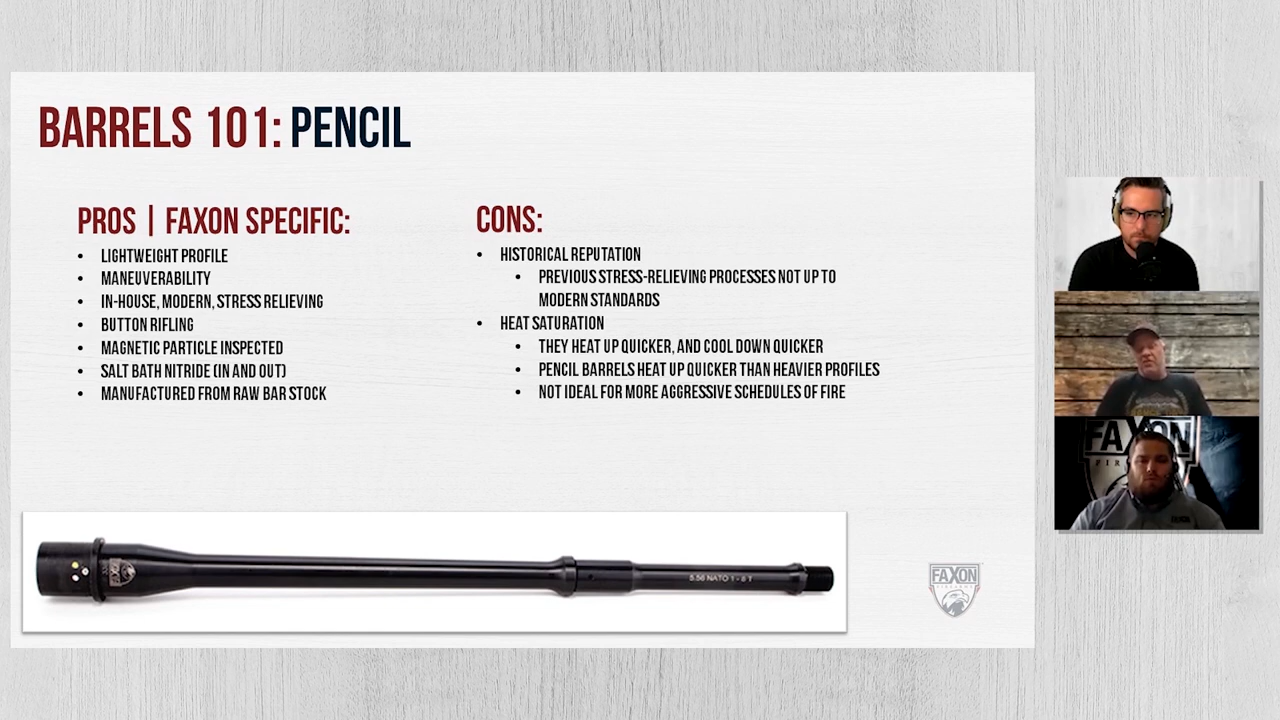 BARRELS 101: PENCIL
PROS | FAXON SPECIFIC:
• LIGHTWEIGHT PROFILE
• MANEUVERABILITY
• IN-HOUSE, MODERN, STRESS RELIEVING
• BUTTON RIFLING
• MAGNETIC PARTICLE INSPECTED
• SALT BATH NITRIDE (IN AND OUT)
• MANUFACTURED FROM RAW BAR STOCK
CONS:
• HISTORICAL REPUTATION
• PREVIOUS STRESS-RELIEVING PROCESSES NOT UP TO
MODERN STANDARDS
• HEAT SATURATION
• THEY HEAT UP QUICKER, AND COOL DOWN QUICKER
• PENCIL BARRELS HEAT UP QUICKER THAN HEAVIER PROFILES
• NOT IDEAL FOR MORE AGGRESSIVE SCHEDULES OF FIRE
FAXON
5.56 NATO 1-8 T
FAXON
FAXON